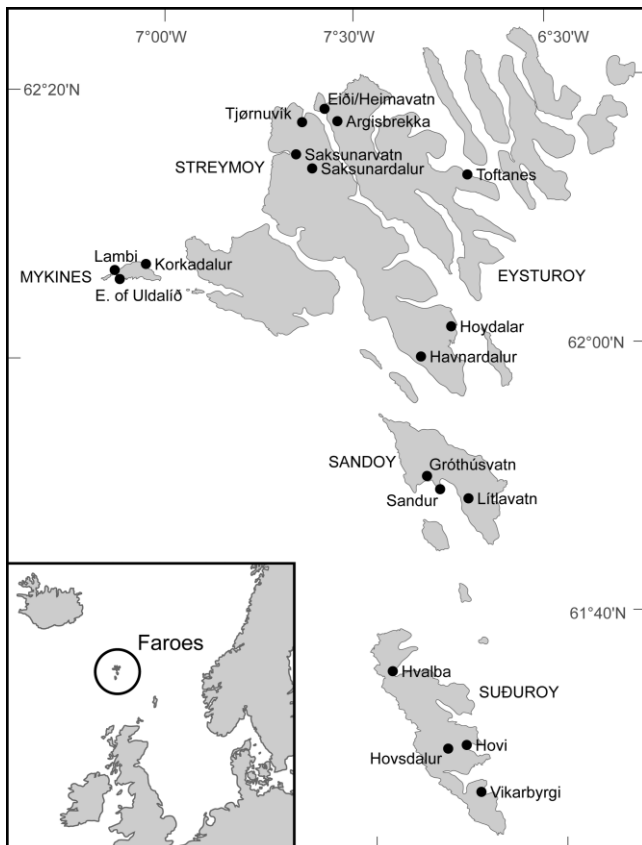 7°00'W
7°30'W
6°30'W
62°20'N
Eiði/Heimavatn
Tjørnuvík
Argisbrekka
Saksunarvatn
STREYMOY
Saksunardalur
Toftanes
Lambi
Korkadalur
MYKINES
E. of Uldalíð
EYSTUROY
Hoydalar
62°00'N
Havnardalur
SANDOY
Gróthúsvatn
Sandur
Lítlavatn
61°40'N
Faroes
Hvalba
SUÐUROY
Hovi
Hovsdalur
Vikarbyrgi